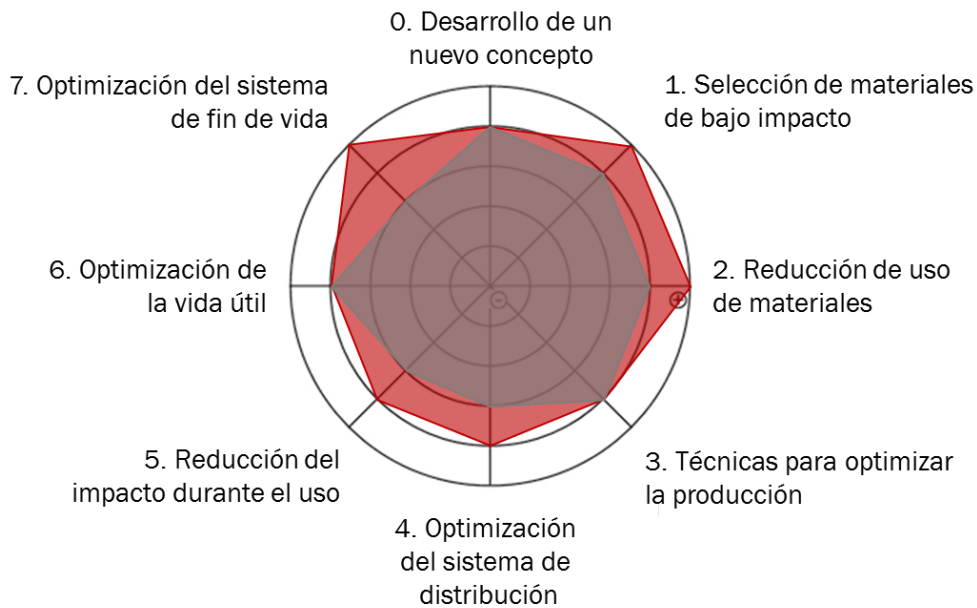 0. Desarrollo de un
nuevo concepto
1. Selección de materiales
de bajo impacto
2. Reducción de uso
de materiales
3. Técnicas para optimizar
la producción
4. Optimización
del sistema de
distribución
5. Reducción del
impacto durante el uso
6. Optimización de
la vida útil
7. Optimización del sistema
de fin de vida
+
-